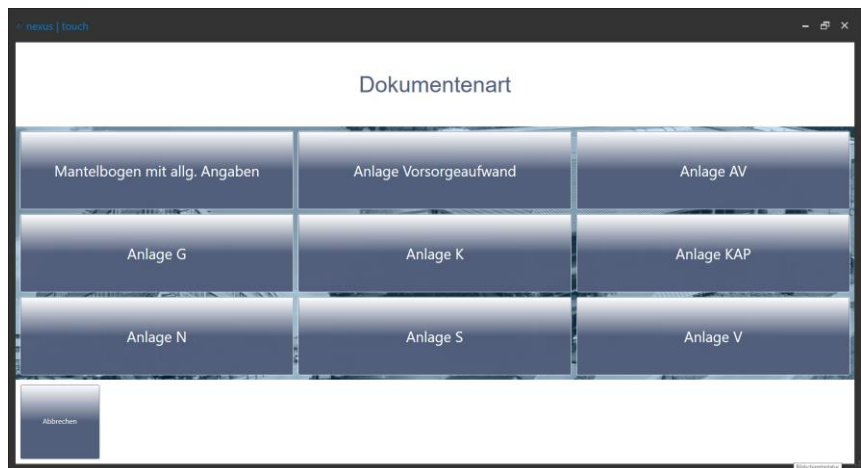 nexus | touch
Dokumentenart
Mantelbogen mit allg. Angaben
Anlage Vorsorgeaufwand
Anlage AV
Anlage G
Anlage K
Anlage KAP
Anlage N
Anlage S
Anlage V
Abbrechen